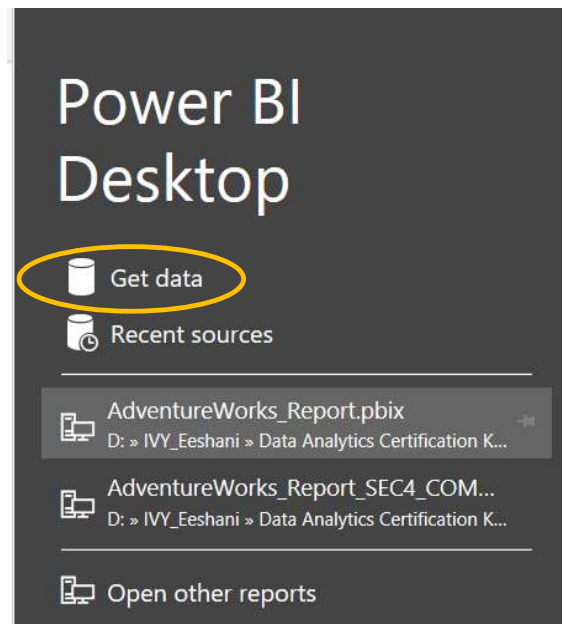 Power BI
Desktop
Get data
Recent sources
AdventureWorks_Report.pbix
D: » IVY_Eeshani » Data Analytics Certification K...
AdventureWorks_Report_SEC4_COM...
D: » IVY_Eeshani » Data Analytics Certification K...
Open other reports